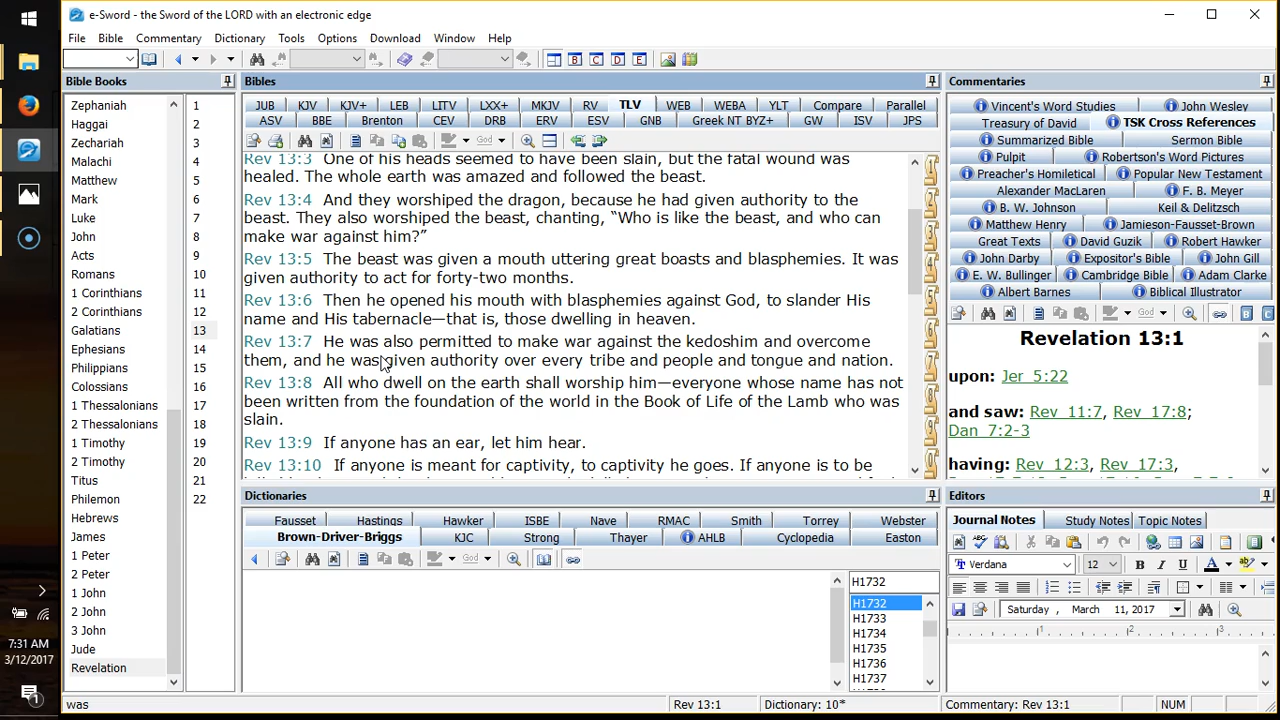 e-Sword - the Sword of the LORD with an electronic edge
File Bible Commentary Dictionary Tools Options Download Window Help
B C D E
Bible Books
Zephaniah
Haggai
Zechariah
Malachi
Matthew
Mark
Luke
John
Acts
Romans
1 Corinthians
2 Corinthians
Galatians
Ephesians
Philippians
Colossians
1 Thessalonians
2 Thessalonians
1 Timothy
2 Timothy
Titus
Philemon
Hebrews
James
1 Peter
2 Peter
1 John
2 John
3 John
Jude
Revelation
1
2
3
4
5
6
7
8
9
10
11
12
13
14
15
16
17
18
19
20
21
22
Bibles
JUB KJV KJV+ LEB LITV LXX+ MKJV RV TLV WEB WEBA YLT Compare Parallel
ASV BBE Brenton CEV DRB ERV ESV GNB Greek NT BYZ+ GW ISV JPS
God
Rev 13:3 One of his heads seemed to have been slain, but the fatal wound was
healed. The whole earth was amazed and followed the beast.
Rev 13:4 And they worshiped the dragon, because he had given authority to the
beast. They also worshiped the beast, chanting, “Who is like the beast, and who can
make war against him?”
Rev 13:5 The beast was given a mouth uttering great boasts and blasphemies. It was
given authority to act for forty-two months.
Rev 13:6 Then he opened his mouth with blasphemies against God, to slander His
name and His tabernacle—that is, those dwelling in heaven.
Rev 13:7 He was also permitted to make war against the kedoshim and overcome
them, and he was given authority over every tribe and people and tongue and nation.
Rev 13:8 All who dwell on the earth shall worship him—everyone whose name has not
been written from the foundation of the world in the Book of Life of the Lamb who was
slain.
Rev 13:9 If anyone has an ear, let him hear.
Rev 13:10 If anyone is meant for captivity, to captivity he goes. If anyone is to be
1
2
3
4
5
6
7
8
9
0
Dictionaries
Fausset Hastings Hawker ISBE Nave RMAC Smith Torrey Webster
Brown-Driver-Briggs KJC Strong Thayer AHLB Cyclopedia Easton
God
H1732
H1732
H1733
H1734
H1735
H1736
H1737
Commentaries
Vincent's Word Studies John Wesley
Treasury of David TSK Cross References
Summarized Bible Sermon Bible
Pulpit Robertson's Word Pictures
Preacher's Homiletical Popular New Testament
Alexander MacLaren F. B. Meyer
B. W. Johnson Keil & Delitzsch
Matthew Henry Jamieson-Fausset-Brown
Great Texts David Guzik Robert Hawker
John Darby Expositor's Bible John Gill
E. W. Bullinger Cambridge Bible Adam Clarke
Albert Barnes Biblical Illustrator
God B C
Revelation 13:1
upon: Jer 5:22
and saw: Rev 11:7, Rev 17:8,
Dan 7:2-3
having: Rev 12:3, Rev 17:3,
Editors
Journal Notes Study Notes Topic Notes
Verdana 12 B I U A
Saturday , March 11, 2017
1 2 3
7:31 AM
3/12/2017
1
was Rev 13:1 Dictionary: 10* Commentary: Rev 13:1 NUM